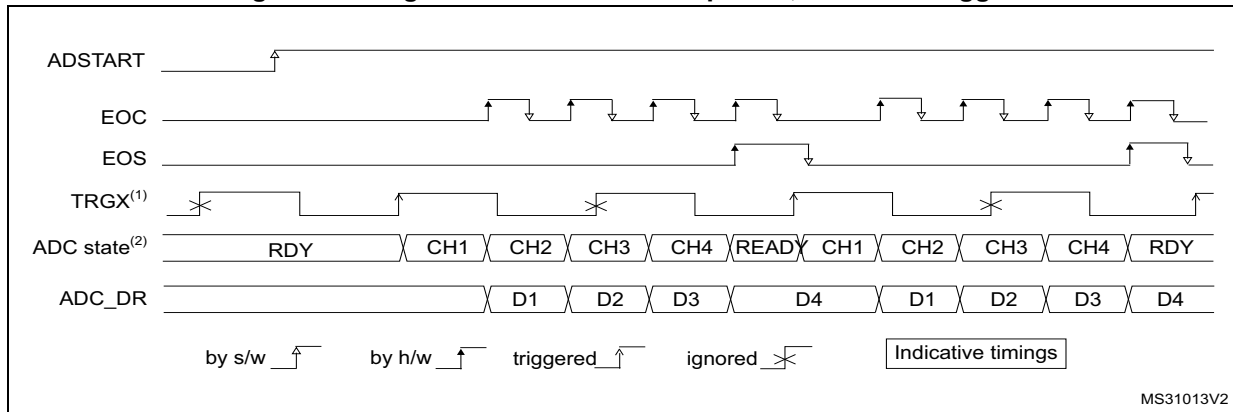 ADSTART
EOC
EOS
TRGX(1)
ADC state(2) RDY CH1 CH2 CH3 CH4 READY CH1 CH2 CH3 CH4 RDY
ADC_DR D1 D2 D3 D4 D1 D2 D3 D4
by s/w by h/w triggered ignored Indicative timings
MS31013V2